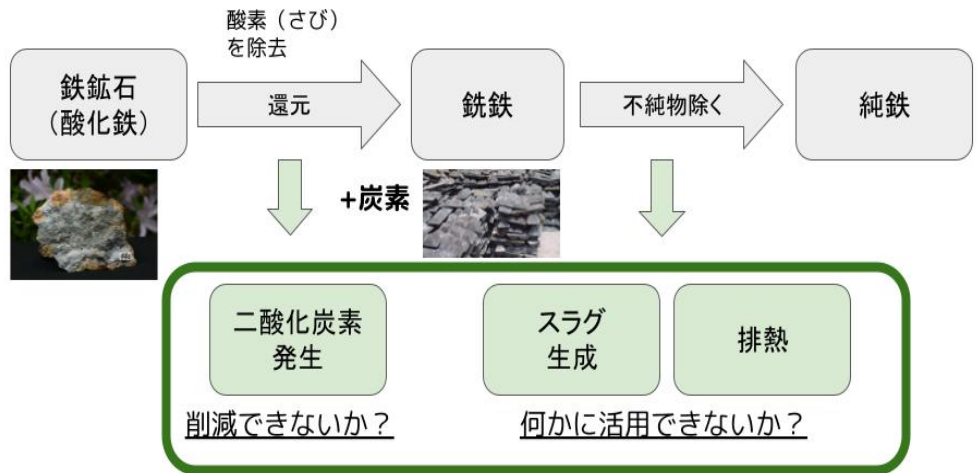 酸素（さび）
を除去
鉄鉱石
（酸化鉄）
還元
銑鉄
不純物除く
純鉄
+炭素
二酸化炭素
発生
スラグ
生成
排熱
削減できないか？
何かに活用できないか？